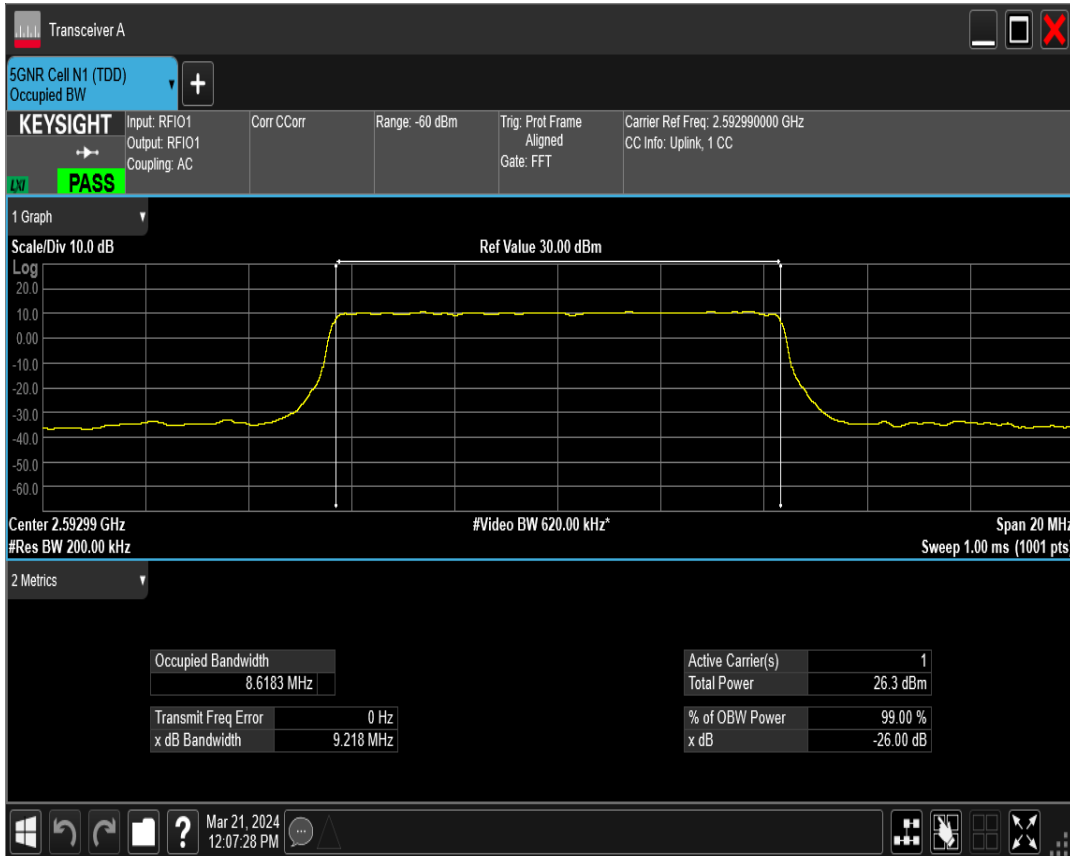 Transceiver A
5GNR Cell N1 (TDD)
Occupied BW
+
KEYSIGHT
LXI
PASS
Input: RFIO1
Output: RFIO1
Coupling: AC
Corr CCorr
Range: -60 dBm
Trig: Prot Frame
Aligned
Gate: FFT
Carrier Ref Freq: 2.592990000 GHz
CC Info: Uplink, 1 CC
1 Graph
Scale/Div 10.0 dB
Ref Value 30.00 dBm
Log
20.0
10.0
0.00
-10.0
-20.0
-30.0
-40.0
-50.0
-60.0
Center 2.59299 GHz
#Video BW 620.00 kHz*
Span 20 MHz
#Res BW 200.00 kHz
Sweep 1.00 ms (1001 pts)
2 Metrics
Occupied Bandwidth
8.6183 MHz
Transmit Freq Error 0 Hz
x dB Bandwidth 9.218 MHz
Active Carrier(s) 1
Total Power 26.3 dBm
% of OBW Power 99.00 %
x dB -26.00 dB
?
Mar 21, 2024
12:07:28 PM